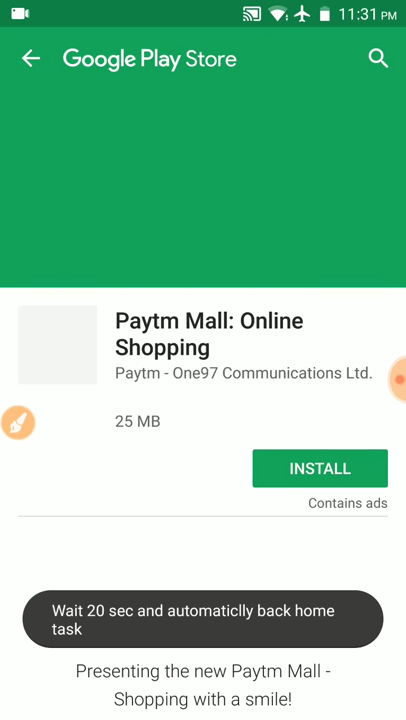 11:31 PM
Google Play Store
Paytm Mall: Online
Shopping
Paytm - One97 Communications Ltd.
25 MB
INSTALL
Contains ads
Wait 20 sec and automaticlly back home
task
Presenting the new Paytm Mall -
Shopping with a smile!